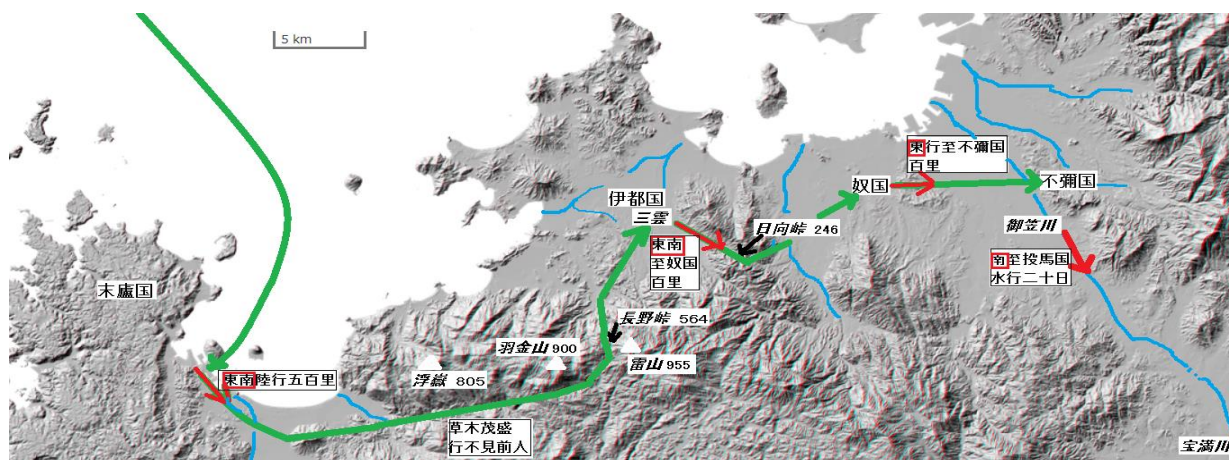 5 km
東行至不彌国
百里
奴国
不彌国
伊都国
三雲
日向峠 246
御笠川
東南
至奴国
百里
南至投馬国
水行二十日
末盧国
長野峠 564
羽金山 900
雷山 955
浮嶽 805
東南陸行五百里
草木茂盛
行不見前人
宝満川